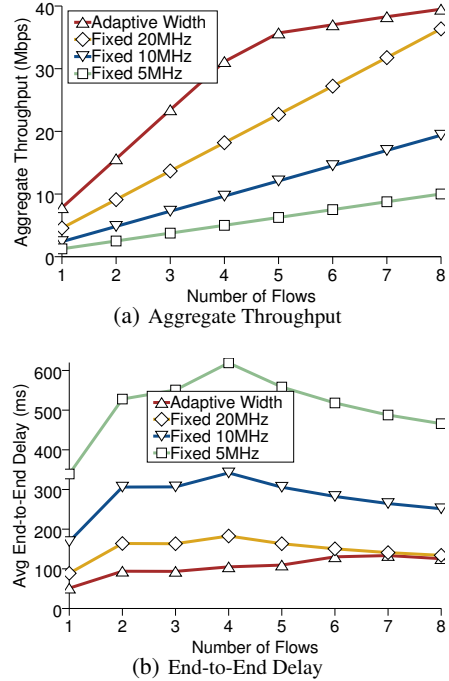 40
30
20
10
0
Aggregate Throughput (Mbps)
Adaptive Width
Fixed 20MHz
Fixed 10MHz
Fixed 5MHz
1 2 3 4 5 6 7 8
Number of Flows
(a) Aggregate Throughput
600
500
400
300
200
100
0
Avg End-to-End Delay (ms)
Adaptive Width
Fixed 20MHz
Fixed 10MHz
Fixed 5MHz
1 2 3 4 5 6 7 8
Number of Flows
(b) End-to-End Delay